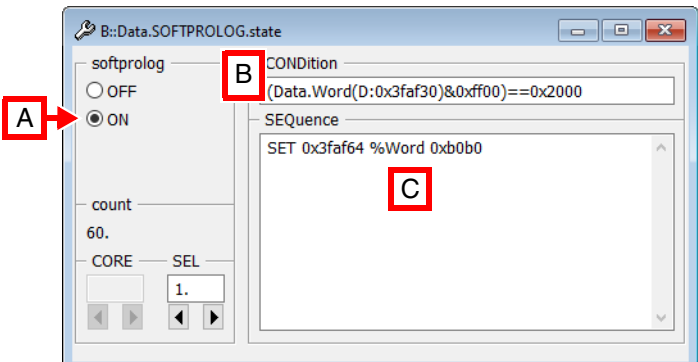 B::Data.SOFTPROLOG.state
softprolog
OFF
ON
A
count
60.
CORE
SEL
1.
B
CONDition
(Data.Word(D:0x3faf30)&0xff00)==0x2000
SEQuence
SET 0x3faf64 %Word 0xb0b0
C